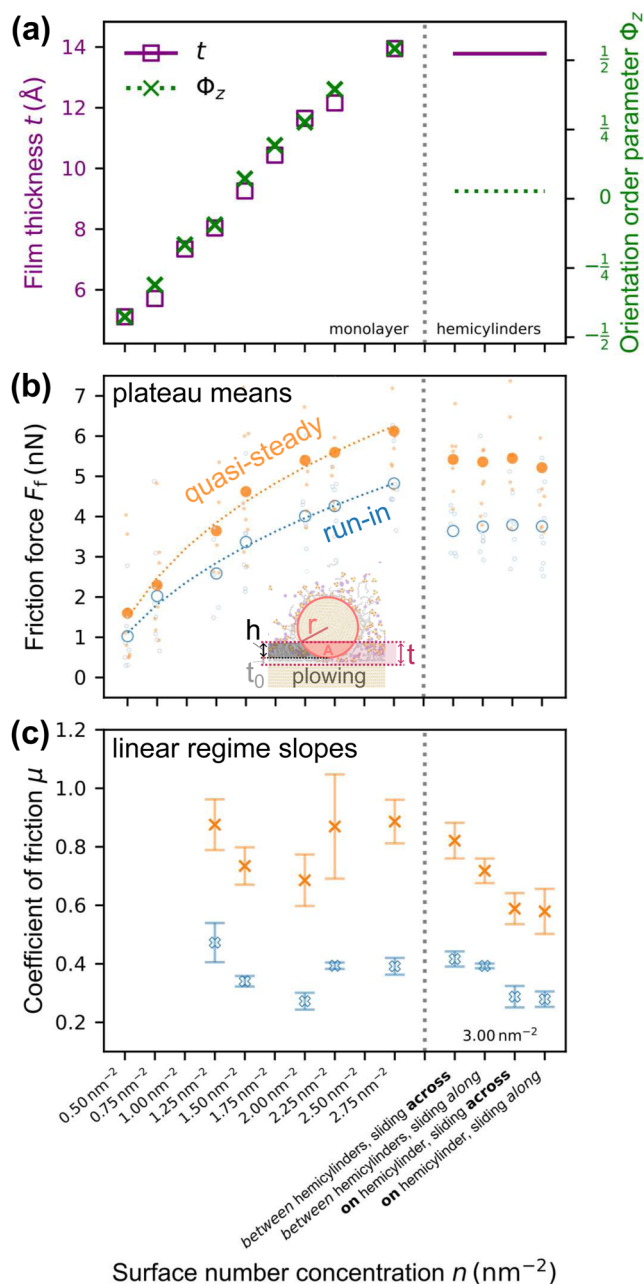 (a)
14
12
10
8
6
Film thickness t (Å)
t
Φz
monolayer
hemicylinders
1/2
1/4
0
−1/4
−1/2
Orientation order parameter Φz
(b)
plateau means
7
6
5
4
3
2
1
0
Friction force Ff (nN)
quasi-steady
run-in
h
r
A
t
t0
plowing
(c)
linear regime slopes
1.2
1.0
0.8
0.6
0.4
0.2
Coefficient of friction μ
3.00 nm−2
0.50 nm−2
0.75 nm−2
1.00 nm−2
1.25 nm−2
1.50 nm−2
1.75 nm−2
2.00 nm−2
2.25 nm−2
2.50 nm−2
2.75 nm−2
between hemicylinders, sliding across
between hemicylinders, sliding along
on hemicylinder, sliding across
on hemicylinder, sliding along
Surface number concentration n (nm−2)